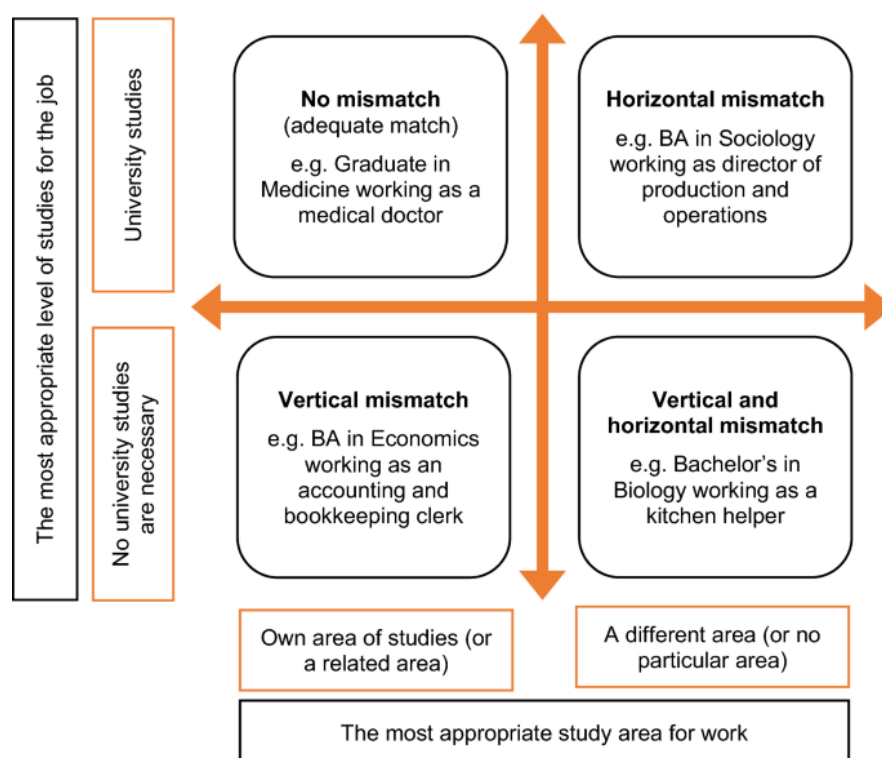 The most appropriate level of studies for the job
University studies
No university studies
are necessary
No mismatch
(adequate match)
e.g. Graduate in
Medicine working as a
medical doctor
Horizontal mismatch
e.g. BA in Sociology
working as director of
production and
operations
Vertical mismatch
e.g. BA in Economics
working as an
accounting and
bookkeeping clerk
Vertical and
horizontal mismatch
e.g. Bachelor’s in
Biology working as a
kitchen helper
Own area of studies (or
a related area)
A different area (or no
particular area)
The most appropriate study area for work